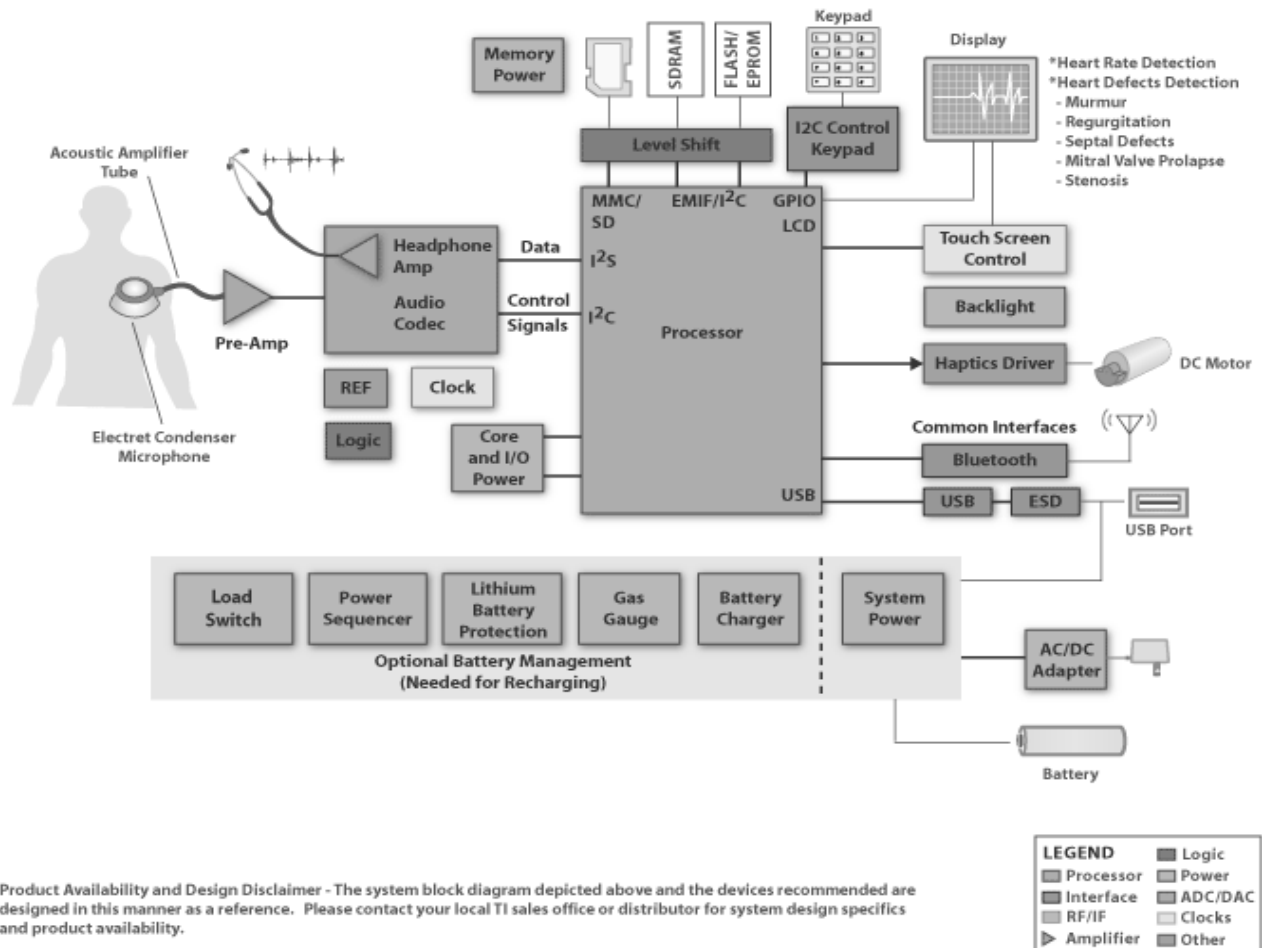 Keypad
Display
Memory
Power
SDRAM
FLASH/
EPROM
*Heart Rate Detection
*Heart Defects Detection
- Murmur
- Regurgitation
- Septal Defects
- Mitral Valve Prolapse
- Stenosis
I2C Control
Keypad
Level Shift
Acoustic Amplifier
Tube
MMC/
SD
EMIF/I²C
GPIO
LCD
Headphone
Amp
Audio
Codec
Data
I²S
Control
Signals
I²C
Processor
Touch Screen
Control
Backlight
Pre-Amp
Haptics Driver
DC Motor
REF
Clock
Logic
Electret Condenser
Microphone
Core
and I/O
Power
Common Interfaces
Bluetooth
USB
USB
ESD
USB Port
Load
Switch
Power
Sequencer
Lithium
Battery
Protection
Gas
Gauge
Battery
Charger
System
Power
Optional Battery Management
(Needed for Recharging)
AC/DC
Adapter
Battery
LEGEND
Processor
Interface
RF/IF
Amplifier
Logic
Power
ADC/DAC
Clocks
Other
Product Availability and Design Disclaimer - The system block diagram depicted above and the devices recommended are
designed in this manner as a reference. Please contact your local TI sales office or distributor for system design specifics
and product availability.